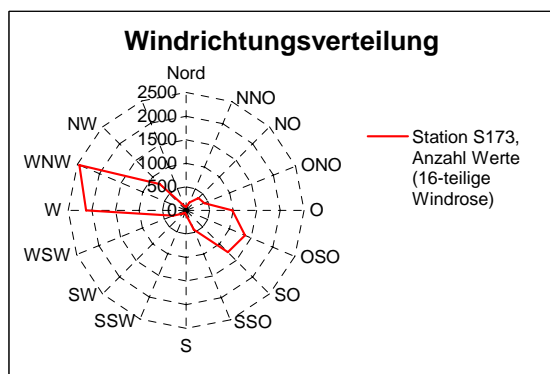 Windrichtungsverteilung
Nord
NNO
NO
ONO
O
OSO
SO
SSO
S
SSW
SW
WSW
W
WNW
NW
2500
2000
1500
1000
500
0
Station S173,
Anzahl Werte
(16-teilige
Windrose)